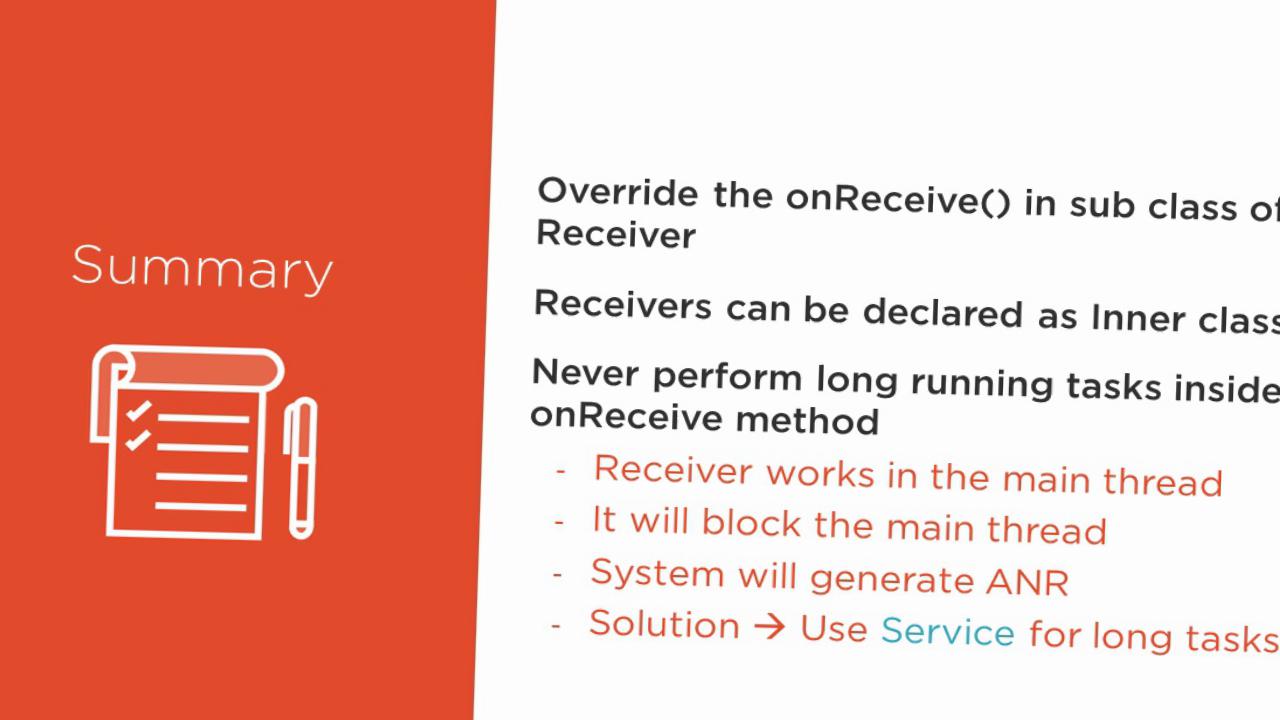 Summary
Override the onReceive() in sub class of
Receiver
Receivers can be declared as Inner class
Never perform long running tasks inside
onReceive method
- Receiver works in the main thread
- It will block the main thread
- System will generate ANR
- Solution → Use Service for long tasks